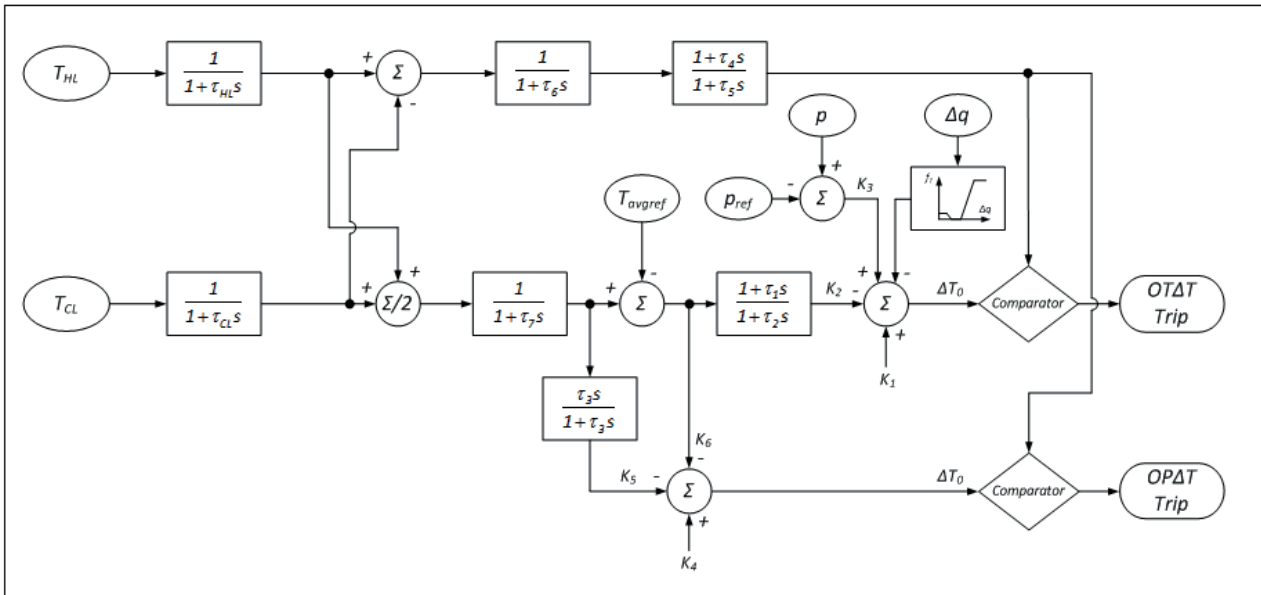 T_HL
1
1+τ_HL s
+
Σ
-
1
1+τ_6 s
1+τ_4 s
1+τ_5 s
p
Δq
+
-
Σ
K_3
p_ref
f_1
Δq
T_avgref
T_CL
1
1+τ_CL s
+
+
Σ/2
1
1+τ_7 s
-
+
Σ
1+τ_1 s
1+τ_2 s
K_2
+
-
-
Σ
+
K_1
ΔT_0
Comparator
OTΔT
Trip
τ_3 s
1+τ_3 s
K_5
K_6
-
-
Σ
+
K_4
ΔT_0
Comparator
OPΔT
Trip